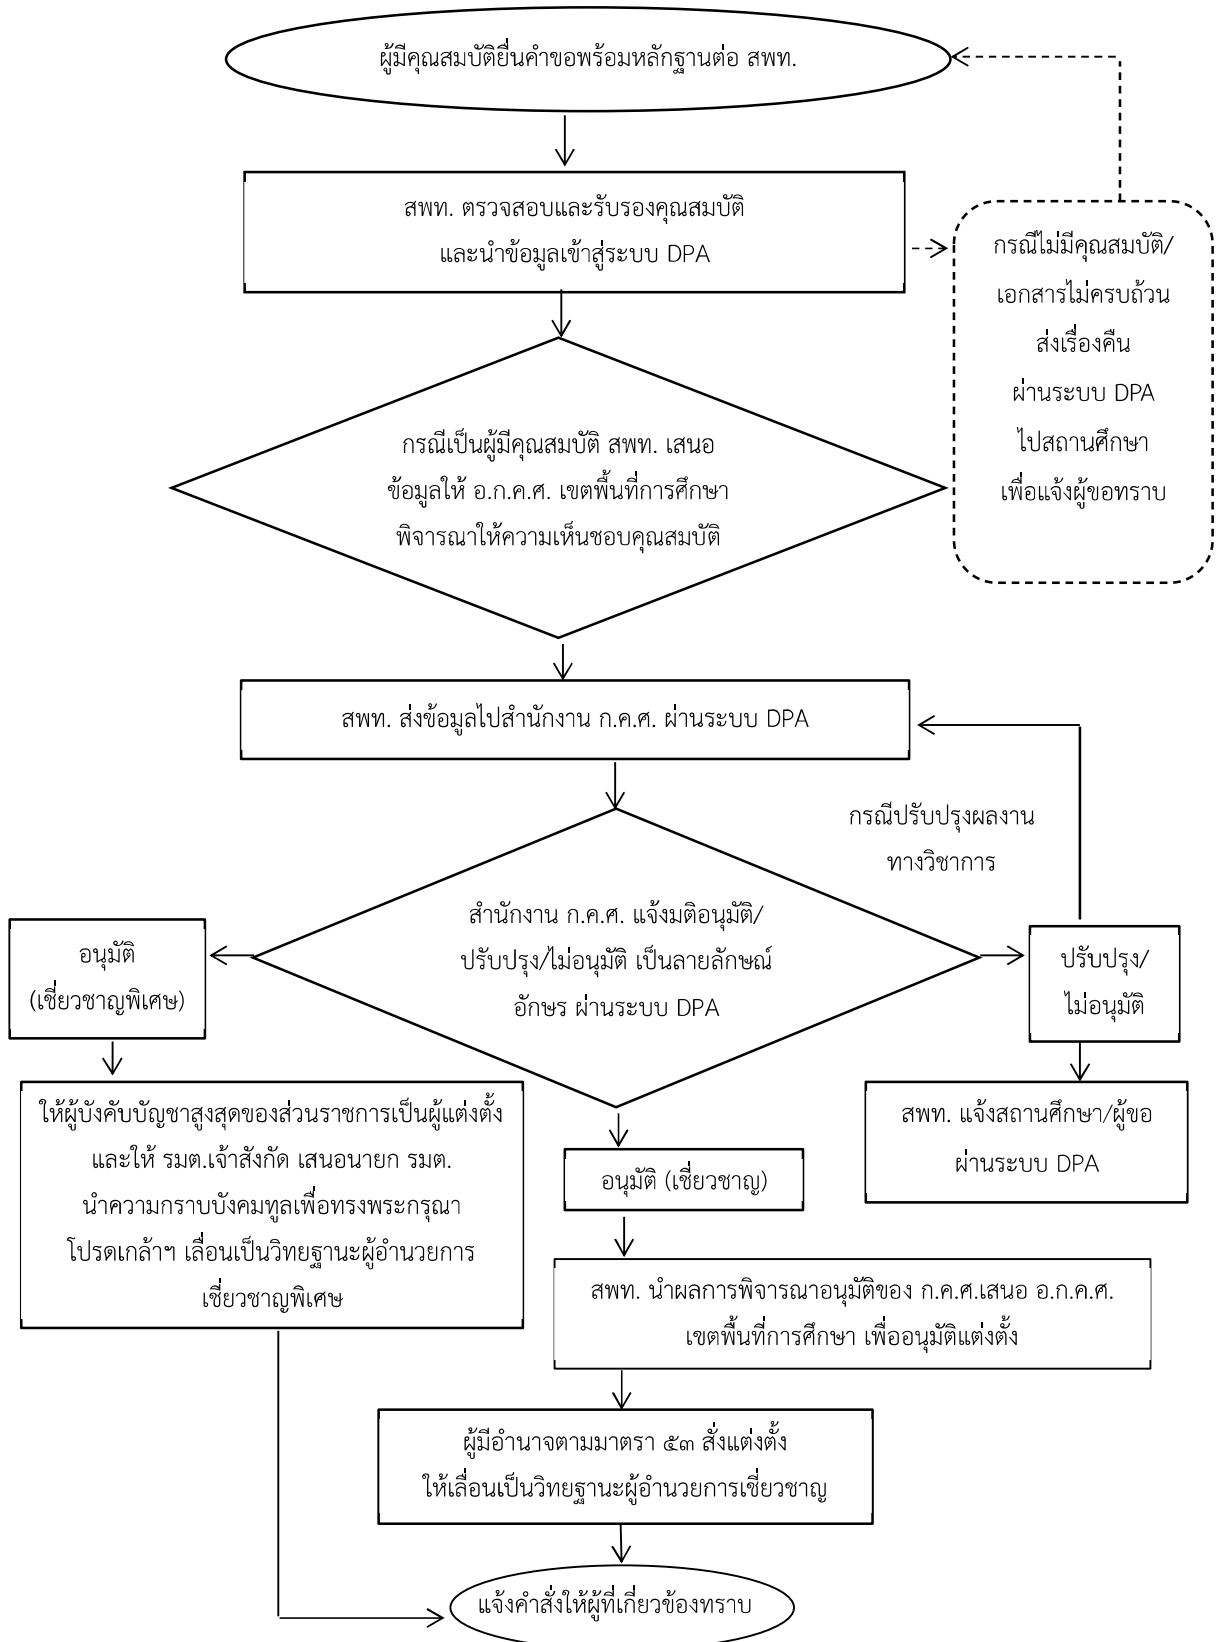 ผู้มีคุณสมบัติยื่นคำขอพร้อมหลักฐานต่อ สพท.
สพท. ตรวจสอบและรับรองคุณสมบัติ
และนำข้อมูลเข้าสู่ระบบ DPA
กรณีไม่มีคุณสมบัติ/
เอกสารไม่ครบถ้วน
ส่งเรื่องคืน
ผ่านระบบ DPA
ไปสถานศึกษา
เพื่อแจ้งผู้ขอทราบ
กรณีเป็นผู้มีคุณสมบัติ สพท. เสนอ
ข้อมูลให้ อ.ก.ค.ศ. เขตพื้นที่การศึกษา
พิจารณาให้ความเห็นชอบคุณสมบัติ
สพท. ส่งข้อมูลไปสำนักงาน ก.ค.ศ. ผ่านระบบ DPA
กรณีปรับปรุงผลงาน
ทางวิชาการ
สำนักงาน ก.ค.ศ. แจ้งมติอนุมัติ/
ปรับปรุง/ไม่อนุมัติ เป็นลายลักษณ์
อักษร ผ่านระบบ DPA
อนุมัติ
(เชี่ยวชาญพิเศษ)
ปรับปรุง/
ไม่อนุมัติ
ให้ผู้บังคับบัญชาสูงสุดของส่วนราชการเป็นผู้แต่งตั้ง
และให้ รมต.เจ้าสังกัด เสนอนายก รมต.
นำความกราบบังคมทูลเพื่อทรงพระกรุณา
โปรดเกล้าฯ เลื่อนเป็นวิทยฐานะผู้อำนวยการ
เชี่ยวชาญพิเศษ
สพท. แจ้งสถานศึกษา/ผู้ขอ
ผ่านระบบ DPA
อนุมัติ (เชี่ยวชาญ)
สพท. นำผลการพิจารณาอนุมัติของ ก.ค.ศ.เสนอ อ.ก.ค.ศ.
เขตพื้นที่การศึกษา เพื่ออนุมัติแต่งตั้ง
ผู้มีอำนาจตามมาตรา ๕๓ สั่งแต่งตั้ง
ให้เลื่อนเป็นวิทยฐานะผู้อำนวยการเชี่ยวชาญ
แจ้งคำสั่งให้ผู้ที่เกี่ยวข้องทราบ